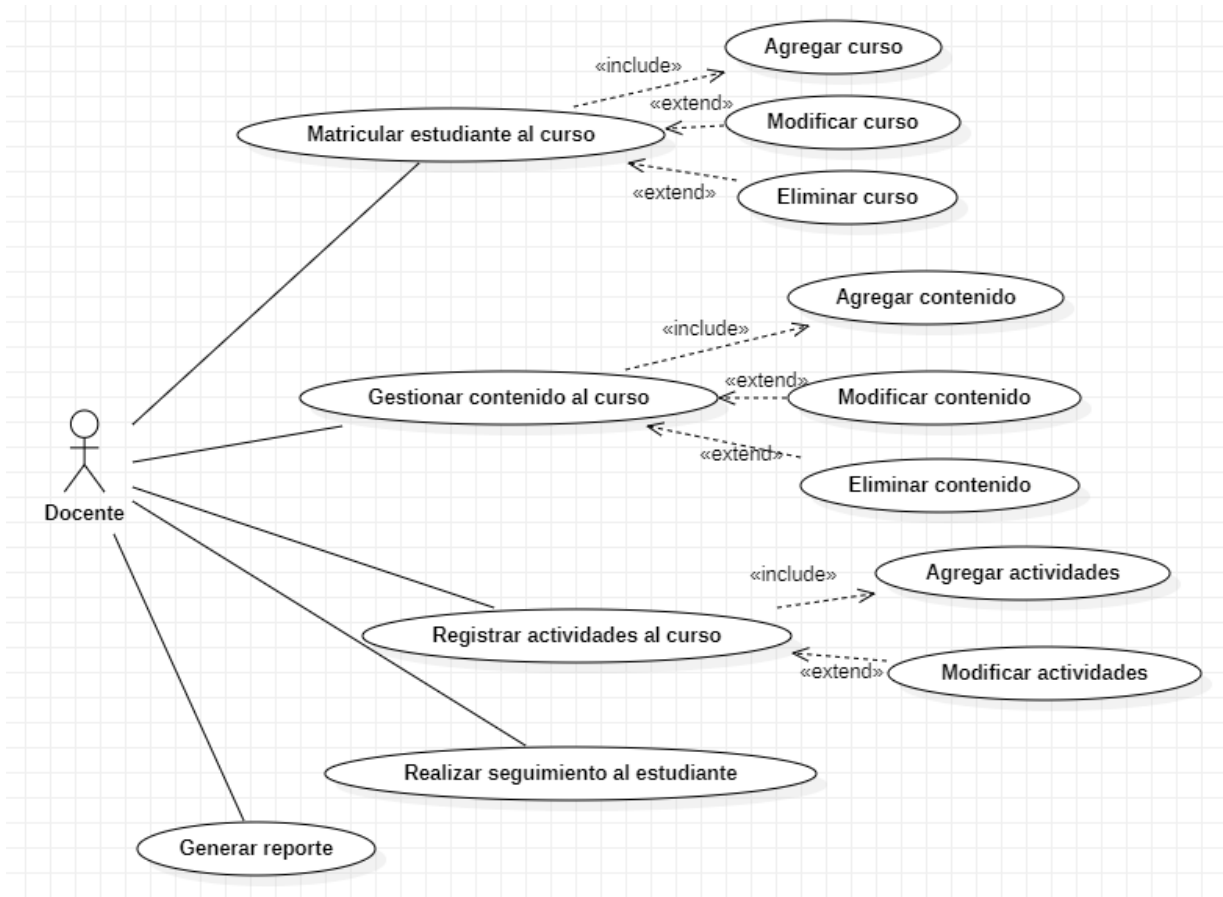 Agregar curso
«include»
«extend»
Modificar curso
Matricular estudiante al curso
«extend»
Eliminar curso
Agregar contenido
«include»
«extend»
Gestionar contenido al curso
Modificar contenido
«extend»
Eliminar contenido
Docente
«include»
Agregar actividades
Registrar actividades al curso
«extend»
Modificar actividades
Realizar seguimiento al estudiante
Generar reporte